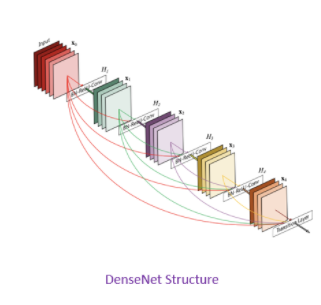 Input
x₀
H₁
BN-ReLU-Conv
x₁
H₂
BN-ReLU-Conv
x₂
H₃
BN-ReLU-Conv
x₃
H₄
BN-ReLU-Conv
x₄
Transition Layer
DenseNet Structure